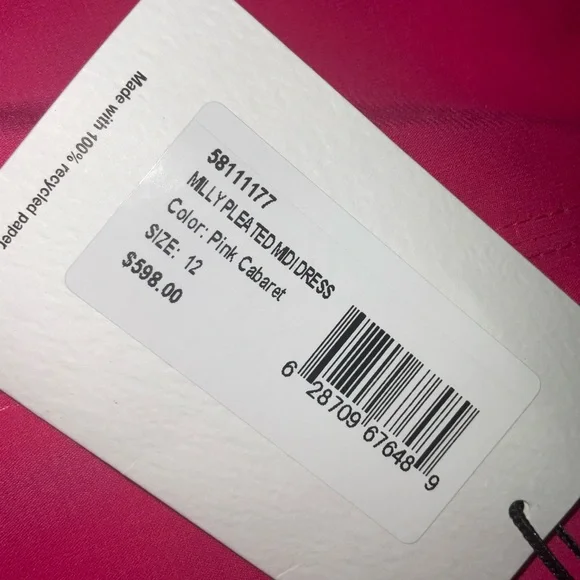 Made with 100% recycled paper
58111177
MILLY PLEATED MIDI DRESS
Color: Pink Cabaret
SIZE: 12
$598.00
6 28709 67648 9